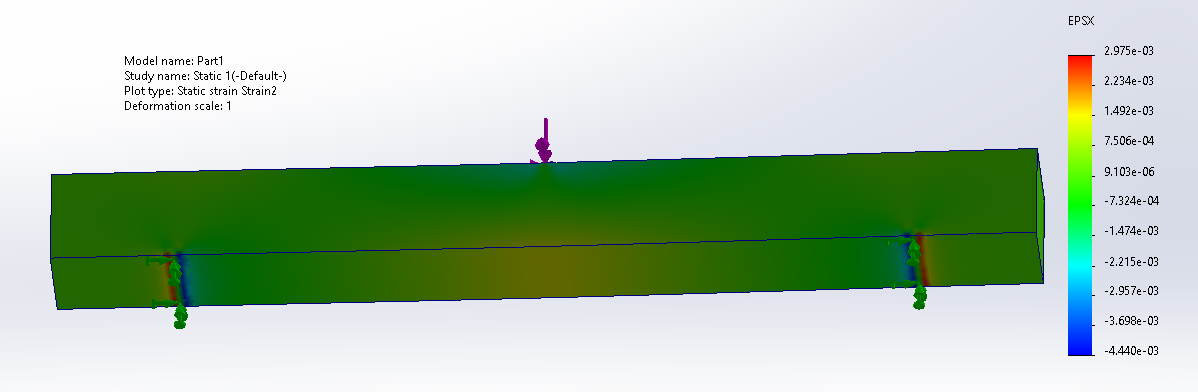 EPSX
Model name: Part1
Study name: Static 1(-Default-)
Plot type: Static strain Strain2
Deformation scale: 1
2.975e-03
2.234e-03
1.492e-03
7.506e-04
9.103e-06
-7.324e-04
-1.474e-03
-2.215e-03
-2.957e-03
-3.698e-03
-4.440e-03